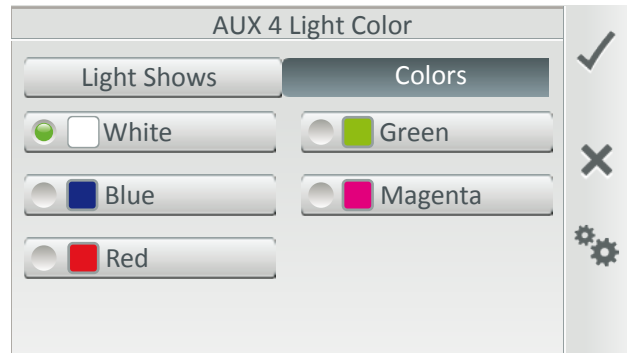 AUX 4 Light Color
Light Shows Colors
White Green
Blue Magenta
Red